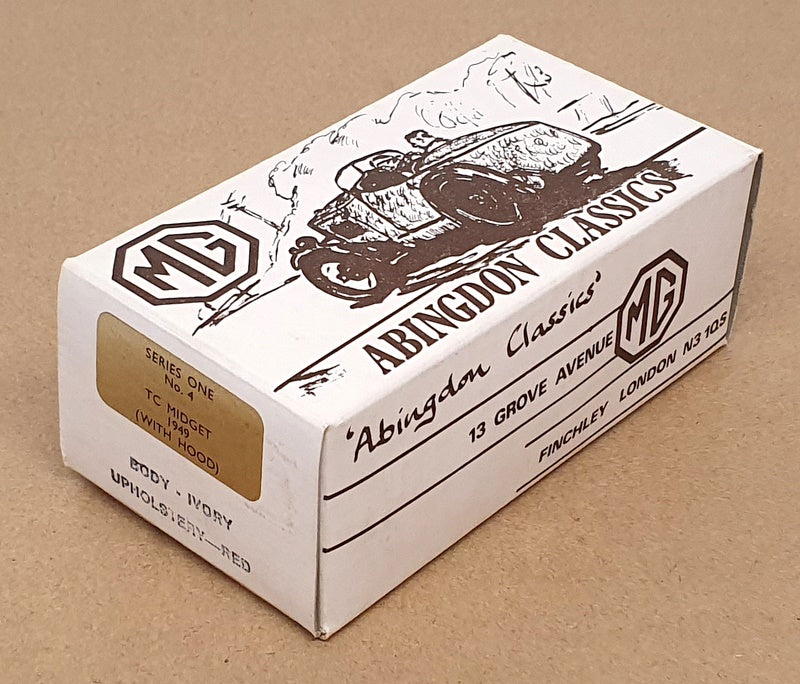 MG
ABINGDON CLASSICS
'Abingdon Classics'
MG
13 GROVE AVENUE
FINCHLEY LONDON N3 1QS
SERIES ONE
No. 4
TC MIDGET
1949
(WITH HOOD)
BODY - IVORY
UPHOLSTERY—RED